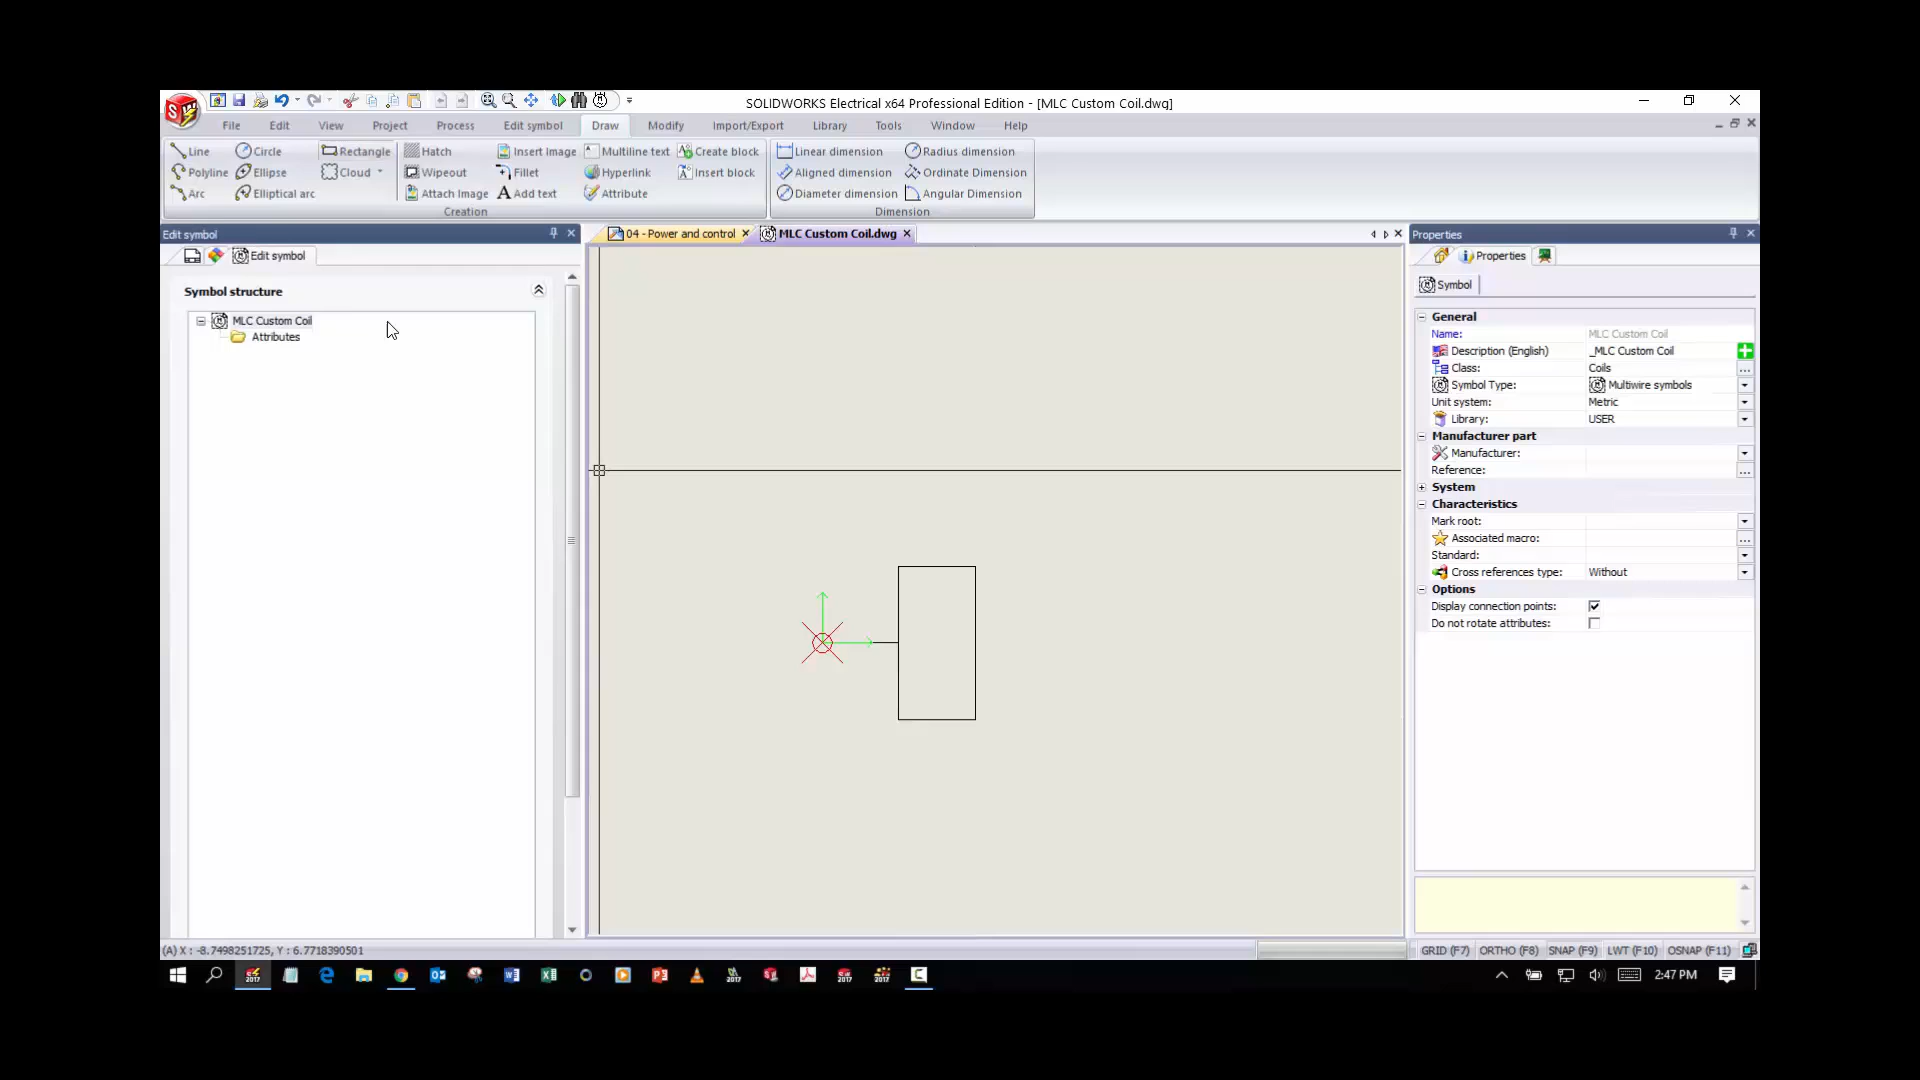 SOLIDWORKS Electrical x64 Professional Edition - [MLC Custom Coil.dwg]
File Edit View Project Process Edit symbol Draw Modify Import/Export Library Tools Window Help
Line Circle Rectangle Hatch Insert Image Multiline text Create block Linear dimension Radius dimension
Polyline Ellipse Cloud Wipeout Fillet Hyperlink Insert block Aligned dimension Ordinate Dimension
Arc Elliptical arc Attach Image Add text Attribute Diameter dimension Angular Dimension
Creation Dimension
Edit symbol
04 - Power and control MLC Custom Coil.dwg
Properties
Edit symbol
Properties
Symbol structure
MLC Custom Coil
Attributes
Symbol
General
Name: MLC Custom Coil
Description (English) _MLC Custom Coil
Class: Coils
Symbol Type: Multiwire symbols
Unit system: Metric
Library: USER
Manufacturer part
Manufacturer:
Reference:
System
Characteristics
Mark root:
Associated macro:
Standard:
Cross references type: Without
Options
Display connection points:
Do not rotate attributes:
(A) X : -8.7498251725, Y : 6.7718390501
GRID (F7) ORTHO (F8) SNAP (F9) LWT (F10) OSNAP (F11)
2:47 PM